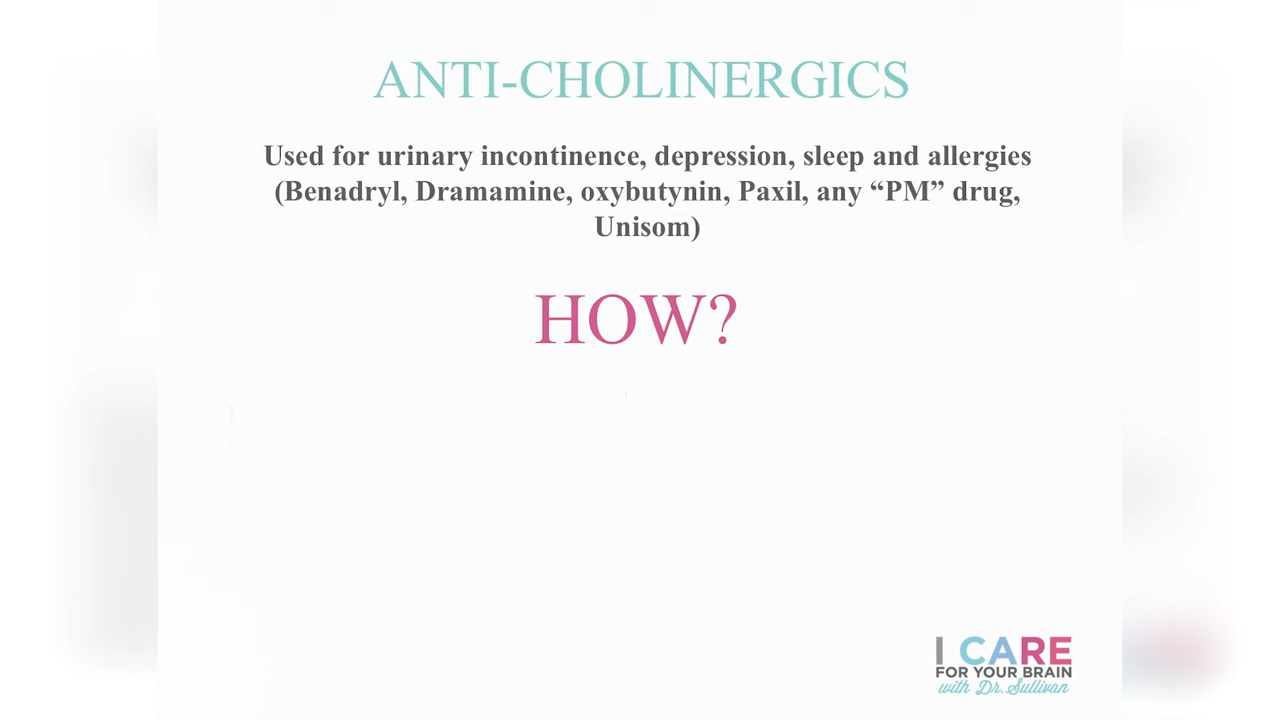 ANTI-CHOLINERGICS
Used for urinary incontinence, depression, sleep and allergies
(Benadryl, Dramamine, oxybutynin, Paxil, any “PM” drug,
Unisom)
HOW?
I CARE
FOR YOUR BRAIN
with Dr. Sullivan